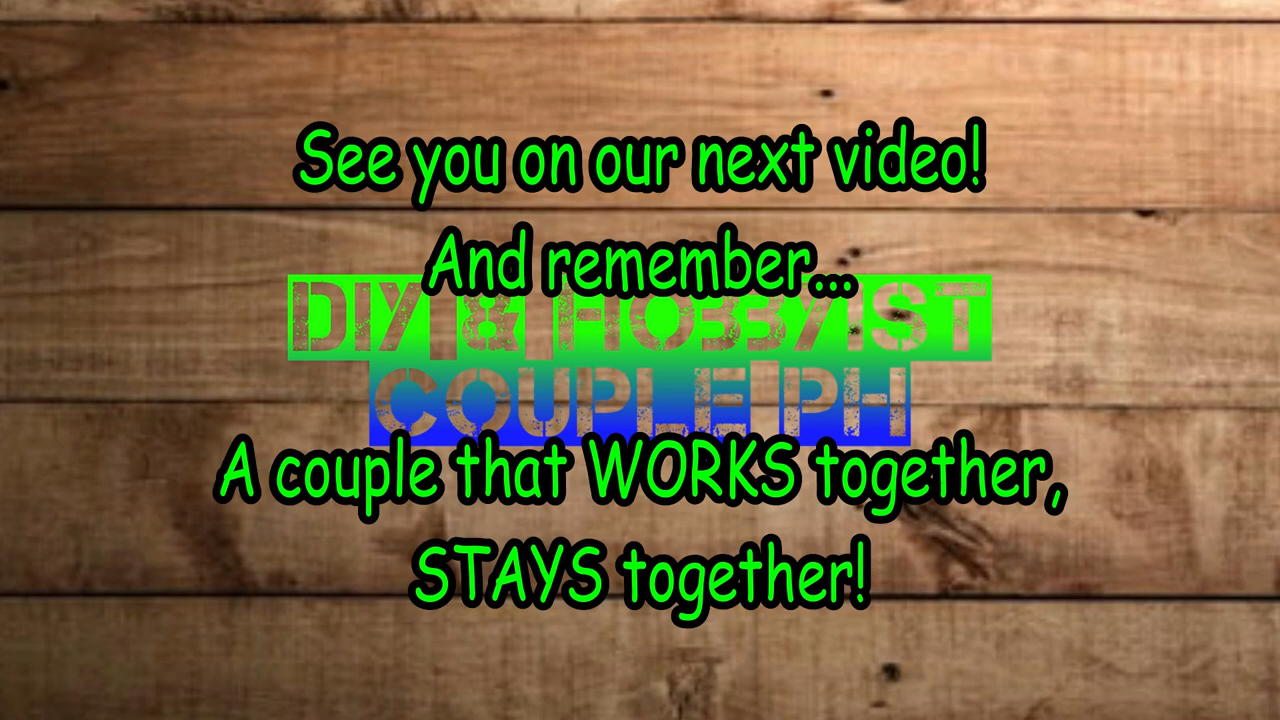 See you on our next video!
And remember...
DIY & HOBBYIST
COUPLE PH
A couple that WORKS together,
STAYS together!